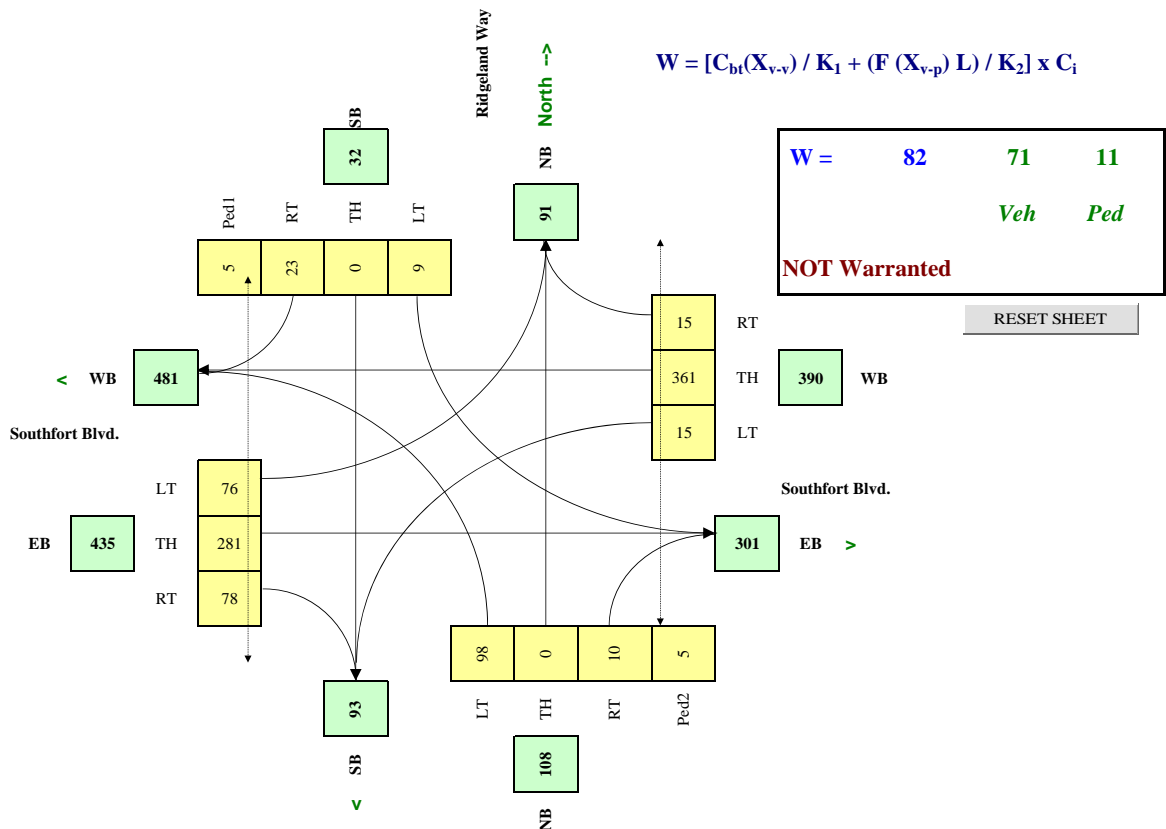 Ridgeland Way
North -->
W = [Cbt(Xv-v) / K1 + (F (Xv-p) L) / K2] x Ci
SB
32
NB
91
W = 82 71 11
Veh Ped
NOT Warranted
RESET SHEET
Ped1 RT TH LT
5 23 0 9
15 RT
361 TH
15 LT
< WB 481
390 WB
Southfort Blvd.
LT 76
EB 435 TH 281
RT 78
Southfort Blvd.
301 EB >
98 0 10 5
LT TH RT Ped2
93
SB
<
108
NB